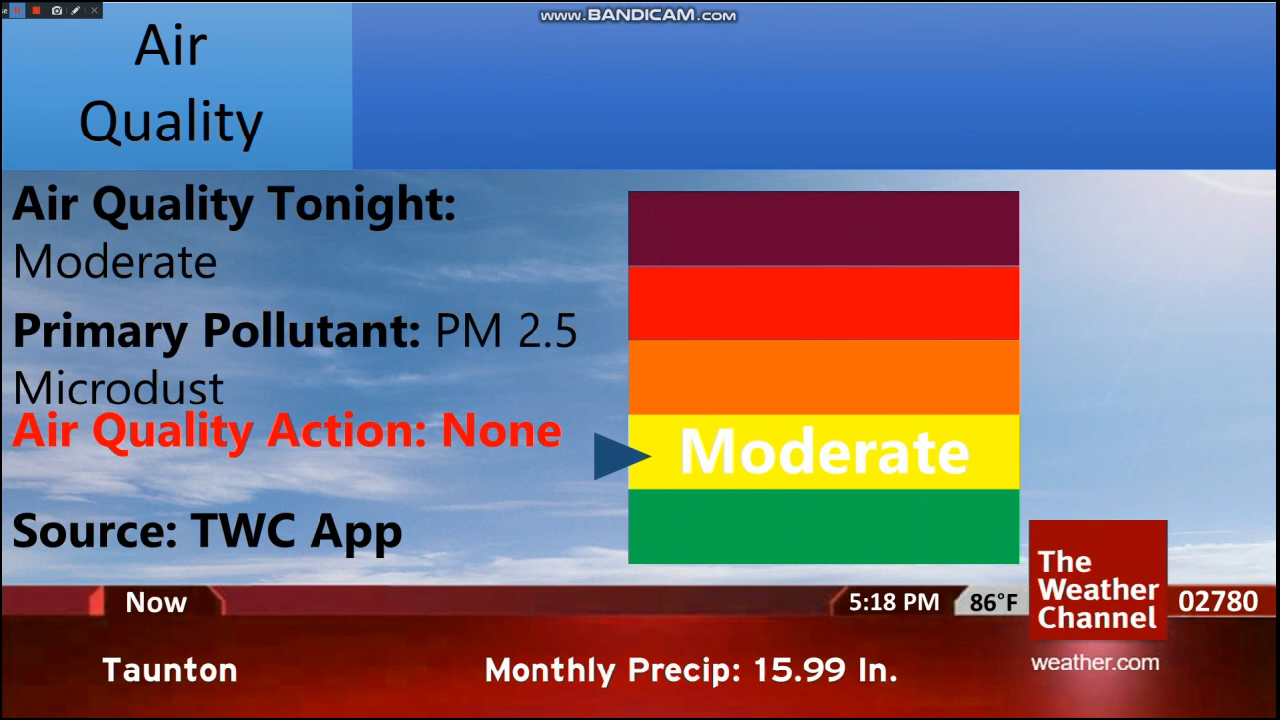 www.BANDICAM.com
Air
Quality
Air Quality Tonight:
Moderate
Primary Pollutant: PM 2.5
Microdust
Air Quality Action: None
Moderate
Source: TWC App
Now
5:18 PM
86°F
The
Weather
Channel
02780
Taunton
Monthly Precip: 15.99 In.
weather.com